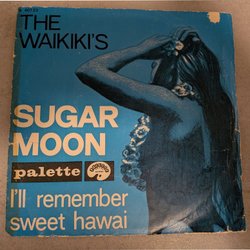 THE
WAIKIKI'S
SUGAR
MOON
palette
I'll remember
sweet hawai